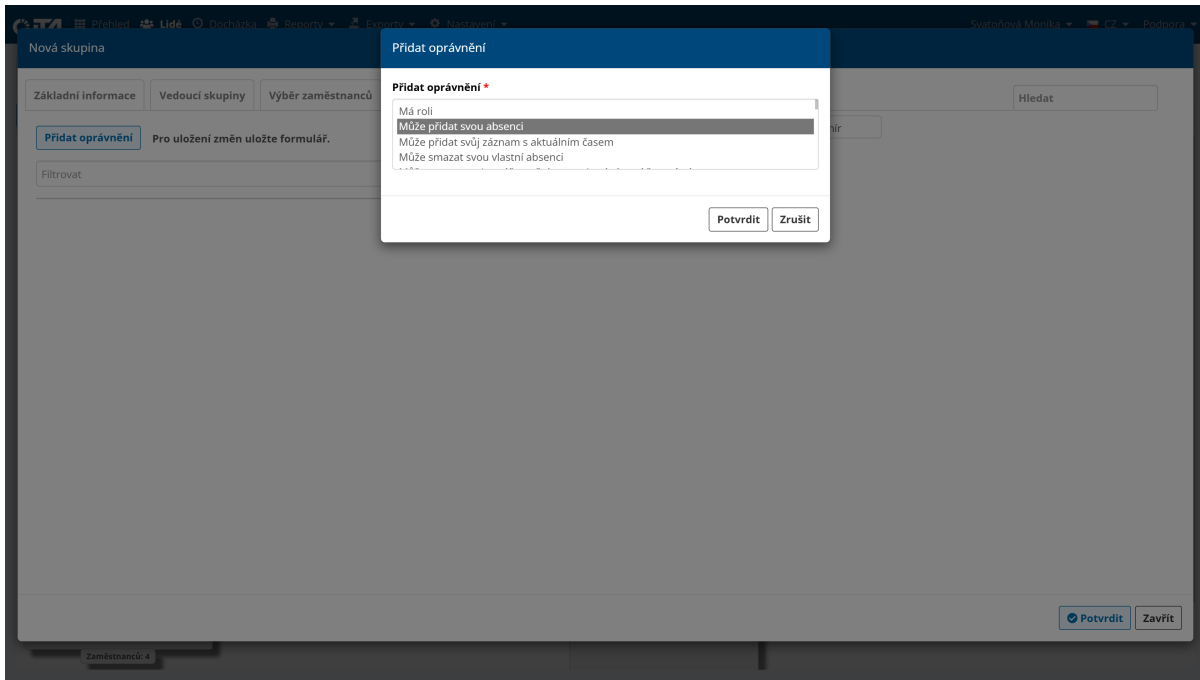 Přehled Lidé Docházka Reporty Exporty Nastavení Svatoňová Monika CZ Podpora
Nová skupina
Přidat oprávnění
Základní informace Vedoucí skupiny Výběr zaměstnanců
Přidat oprávnění *
Hledat
Má roli
Může přidat svou absenci
Může přidat svůj záznam s aktuálním časem
Může smazat svou vlastní absenci
Přidat oprávnění Pro uložení změn uložte formulář.
Filtrovat
Potvrdit Zrušit
Potvrdit Zavřít
Zaměstnanců: 4